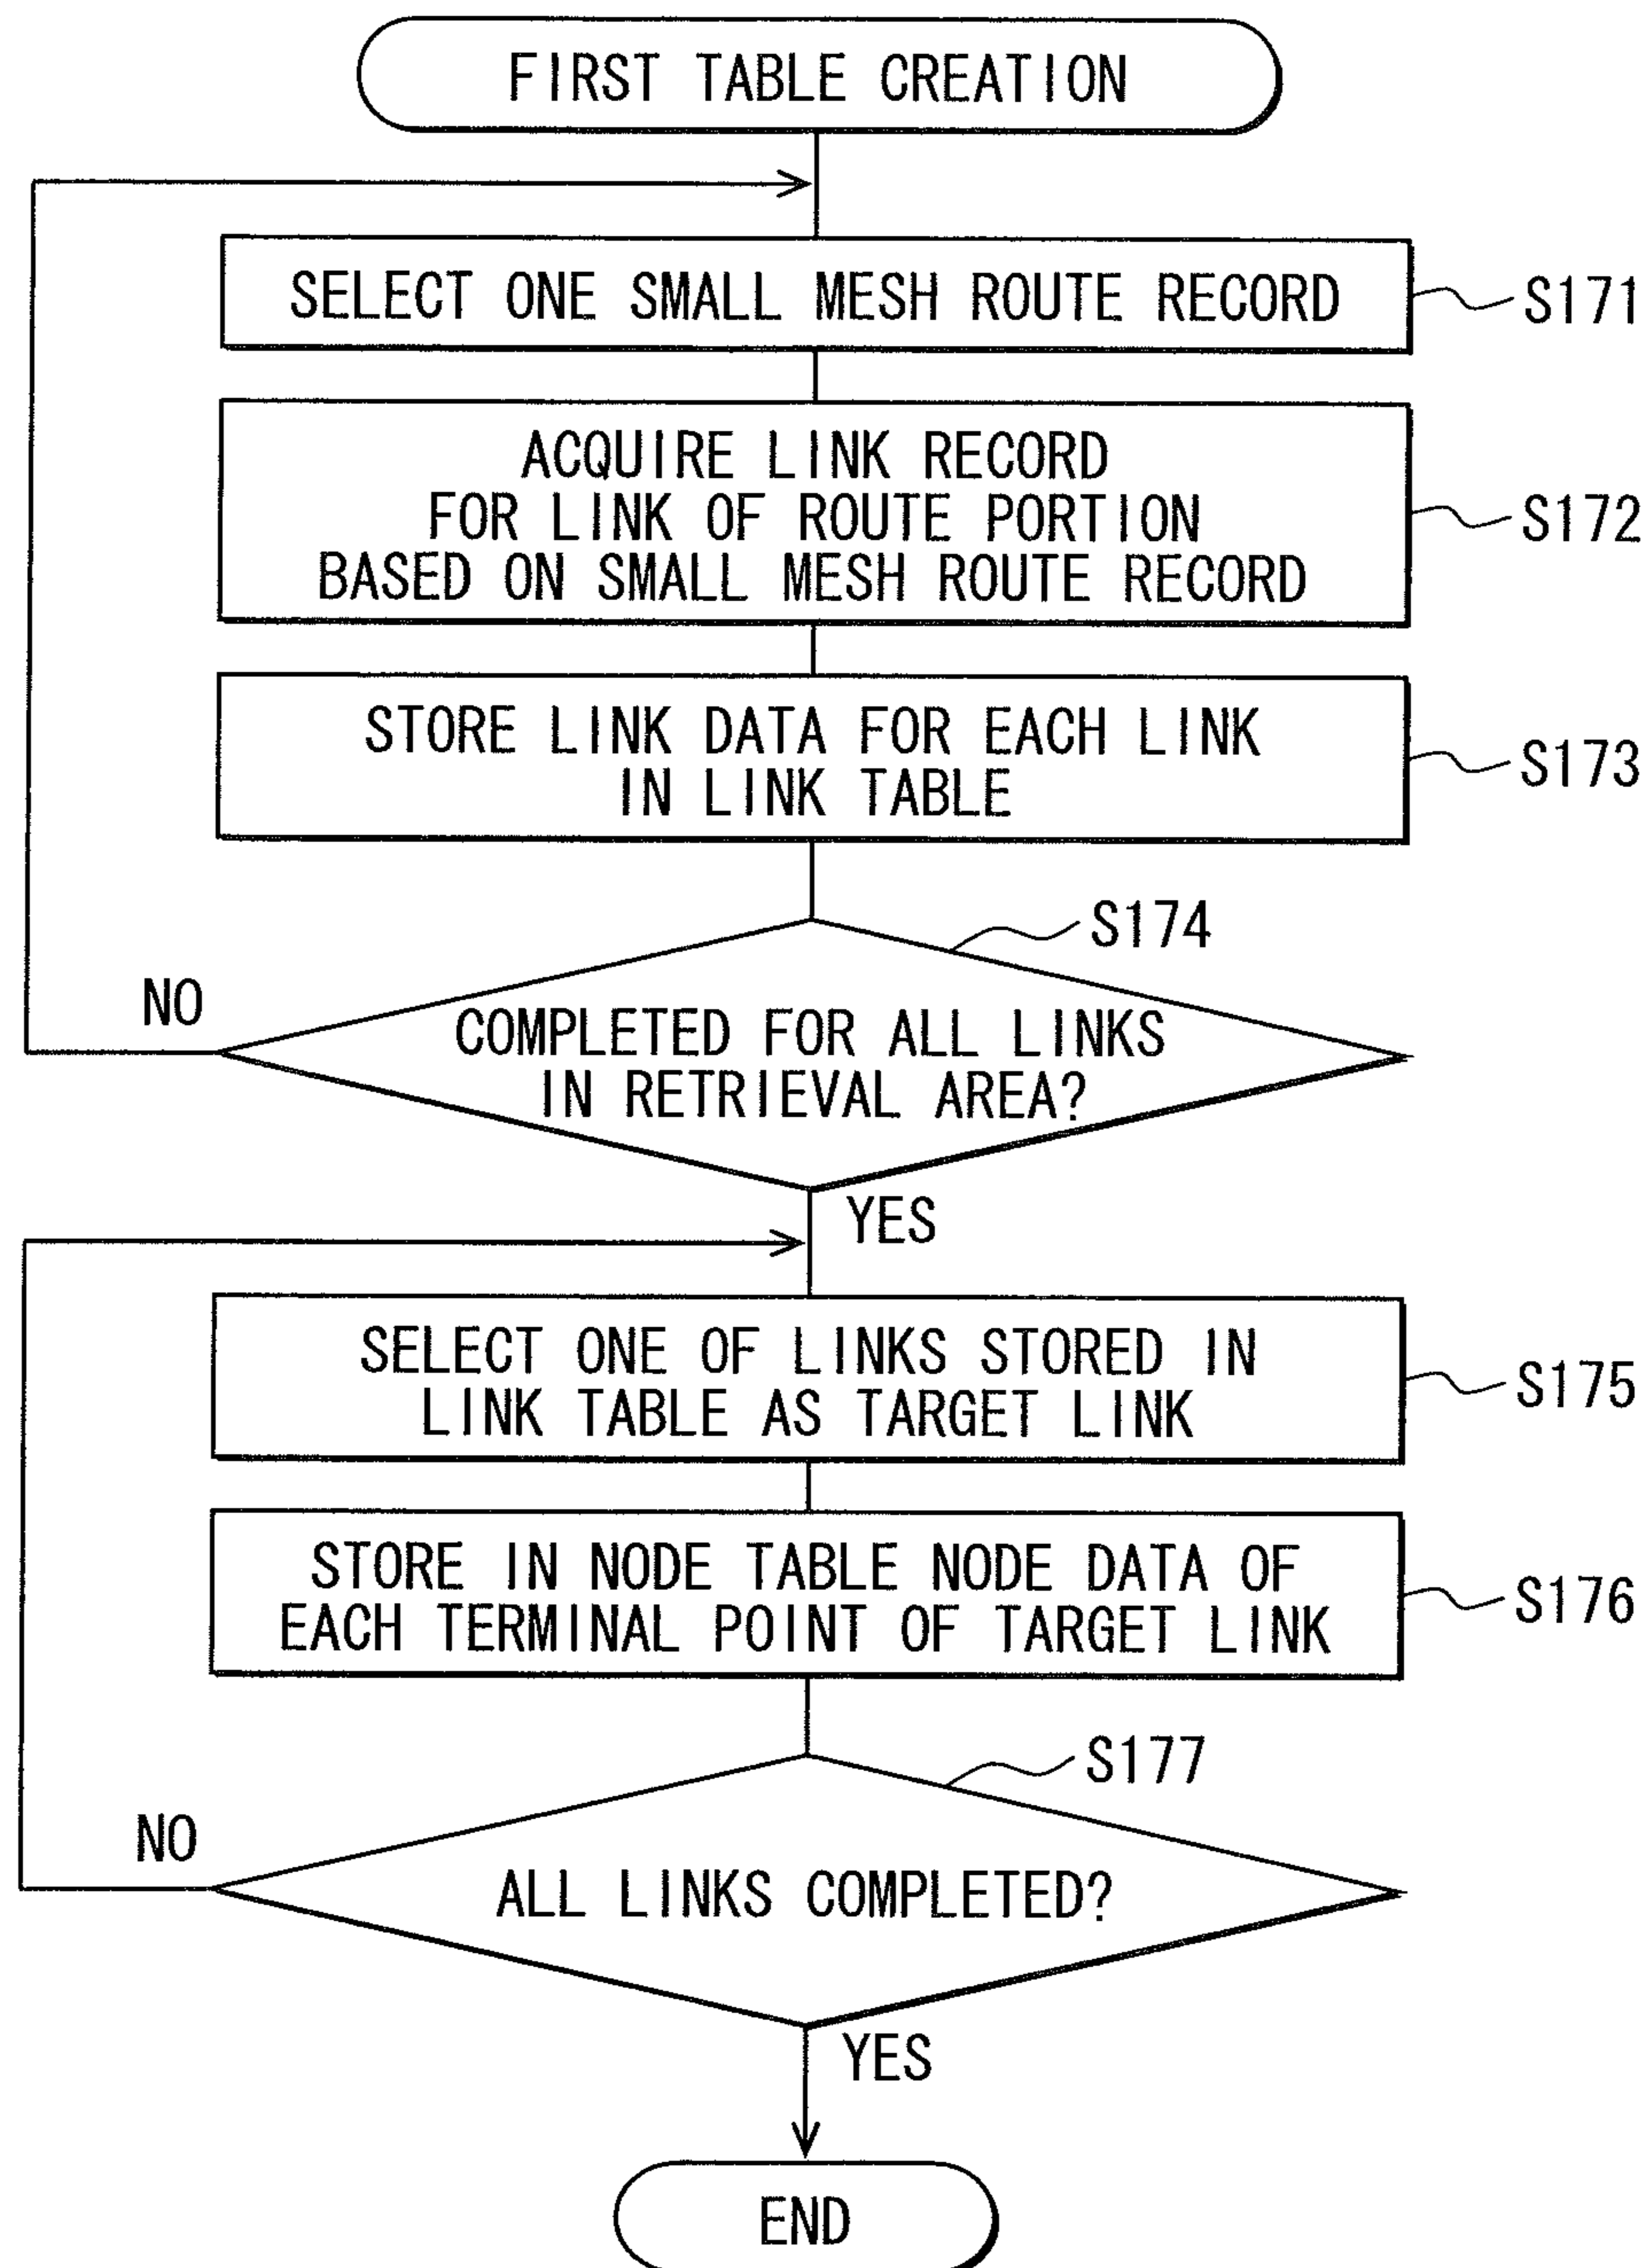 FIRST TABLE CREATION
SELECT ONE SMALL MESH ROUTE RECORD
S171
ACQUIRE LINK RECORD
FOR LINK OF ROUTE PORTION
BASED ON SMALL MESH ROUTE RECORD
S172
STORE LINK DATA FOR EACH LINK
IN LINK TABLE
S173
S174
NO
COMPLETED FOR ALL LINKS
IN RETRIEVAL AREA?
YES
SELECT ONE OF LINKS STORED IN
LINK TABLE AS TARGET LINK
S175
STORE IN NODE TABLE NODE DATA OF
EACH TERMINAL POINT OF TARGET LINK
S176
S177
NO
ALL LINKS COMPLETED?
YES
END